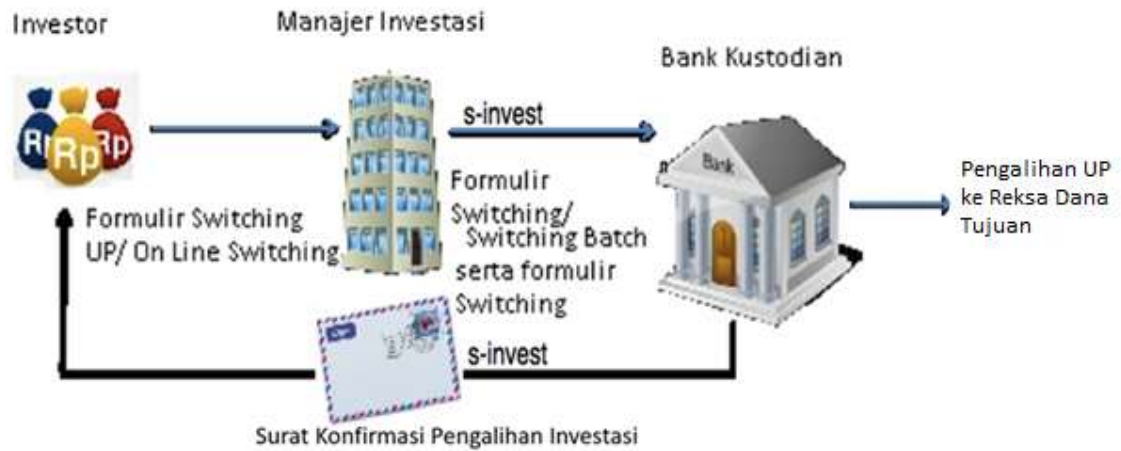 Investor
Manajer Investasi
Bank Kustodian
Rp
Rp
Rp
s-invest
Bank
Formulir Switching
UP/ On Line Switching
Formulir
Switching/
Switching Batch
serta formulir
Switching
Pengalihan UP
ke Reksa Dana
Tujuan
s-invest
Surat Konfirmasi Pengalihan Investasi